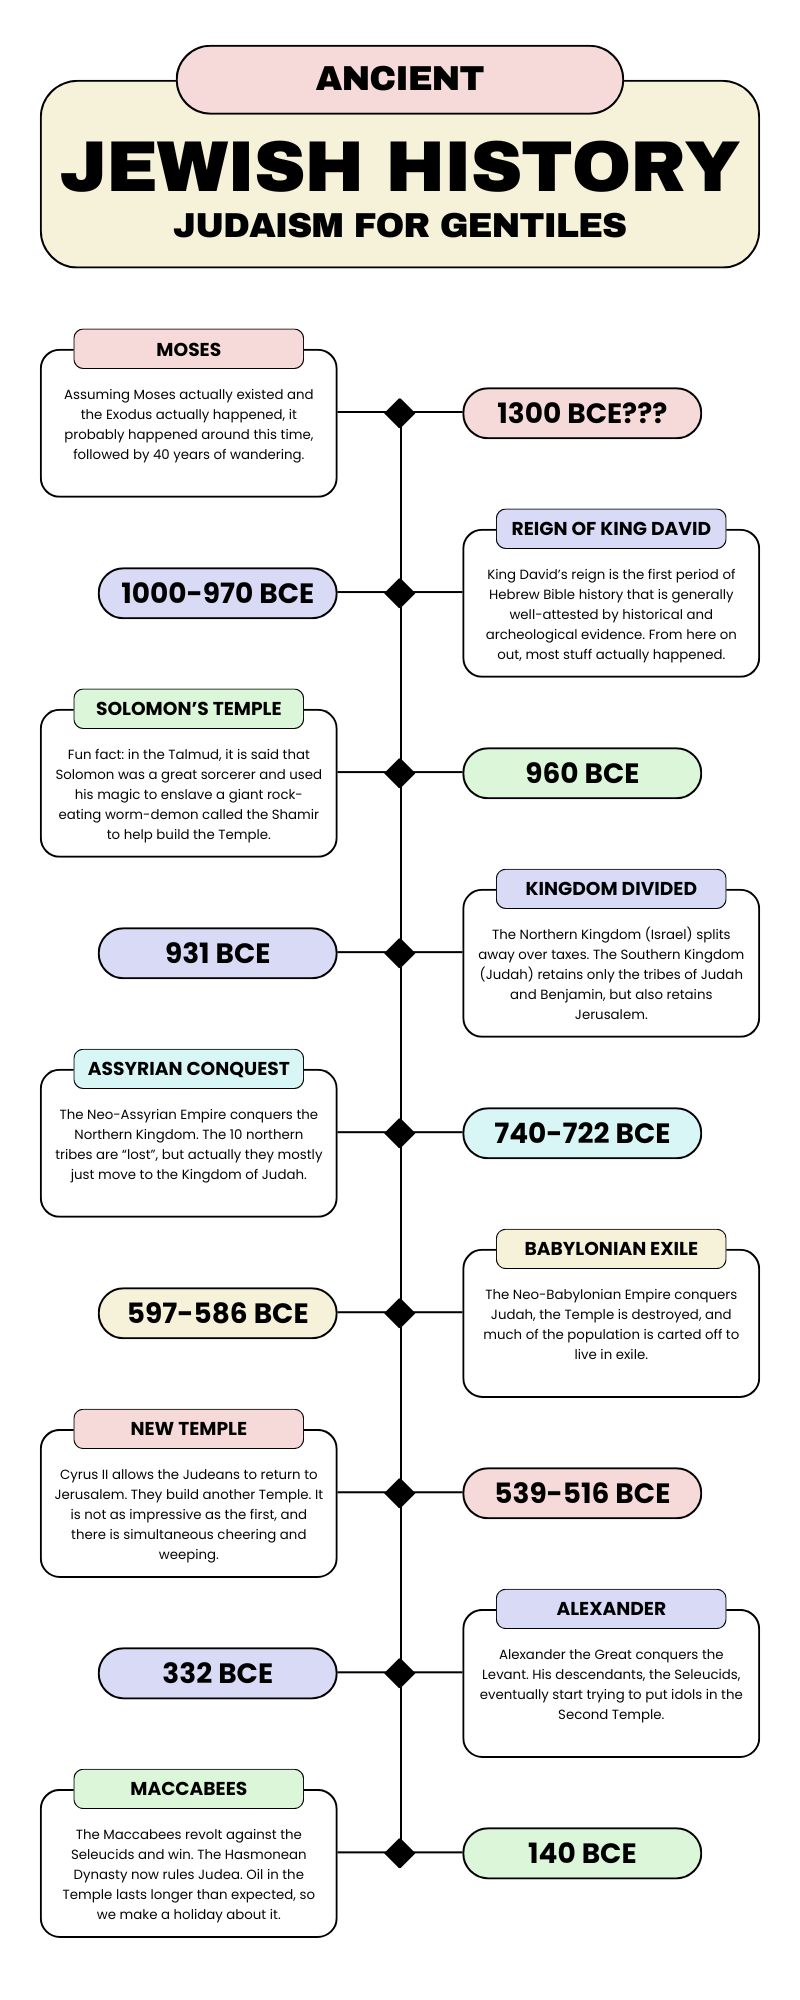 ANCIENT
JEWISH HISTORY
JUDAISM FOR GENTILES
MOSES
Assuming Moses actually existed and
the Exodus actually happened, it
probably happened around this time,
followed by 40 years of wandering.
1300 BCE???
REIGN OF KING DAVID
King David’s reign is the first period of
Hebrew Bible history that is generally
well-attested by historical and
archeological evidence. From here on
out, most stuff actually happened.
1000-970 BCE
SOLOMON’S TEMPLE
Fun fact: in the Talmud, it is said that
Solomon was a great sorcerer and used
his magic to enslave a giant rock-
eating worm-demon called the Shamir
to help build the Temple.
960 BCE
KINGDOM DIVIDED
The Northern Kingdom (Israel) splits
away over taxes. The Southern Kingdom
(Judah) retains only the tribes of Judah
and Benjamin, but also retains
Jerusalem.
931 BCE
ASSYRIAN CONQUEST
The Neo-Assyrian Empire conquers the
Northern Kingdom. The 10 northern
tribes are “lost”, but actually they mostly
just move to the Kingdom of Judah.
740-722 BCE
BABYLONIAN EXILE
The Neo-Babylonian Empire conquers
Judah, the Temple is destroyed, and
much of the population is carted off to
live in exile.
597-586 BCE
NEW TEMPLE
Cyrus II allows the Judeans to return to
Jerusalem. They build another Temple. It
is not as impressive as the first, and
there is simultaneous cheering and
weeping.
539-516 BCE
ALEXANDER
Alexander the Great conquers the
Levant. His descendants, the Seleucids,
eventually start trying to put idols in the
Second Temple.
332 BCE
MACCABEES
The Maccabees revolt against the
Seleucids and win. The Hasmonean
Dynasty now rules Judea. Oil in the
Temple lasts longer than expected, so
we make a holiday about it.
140 BCE